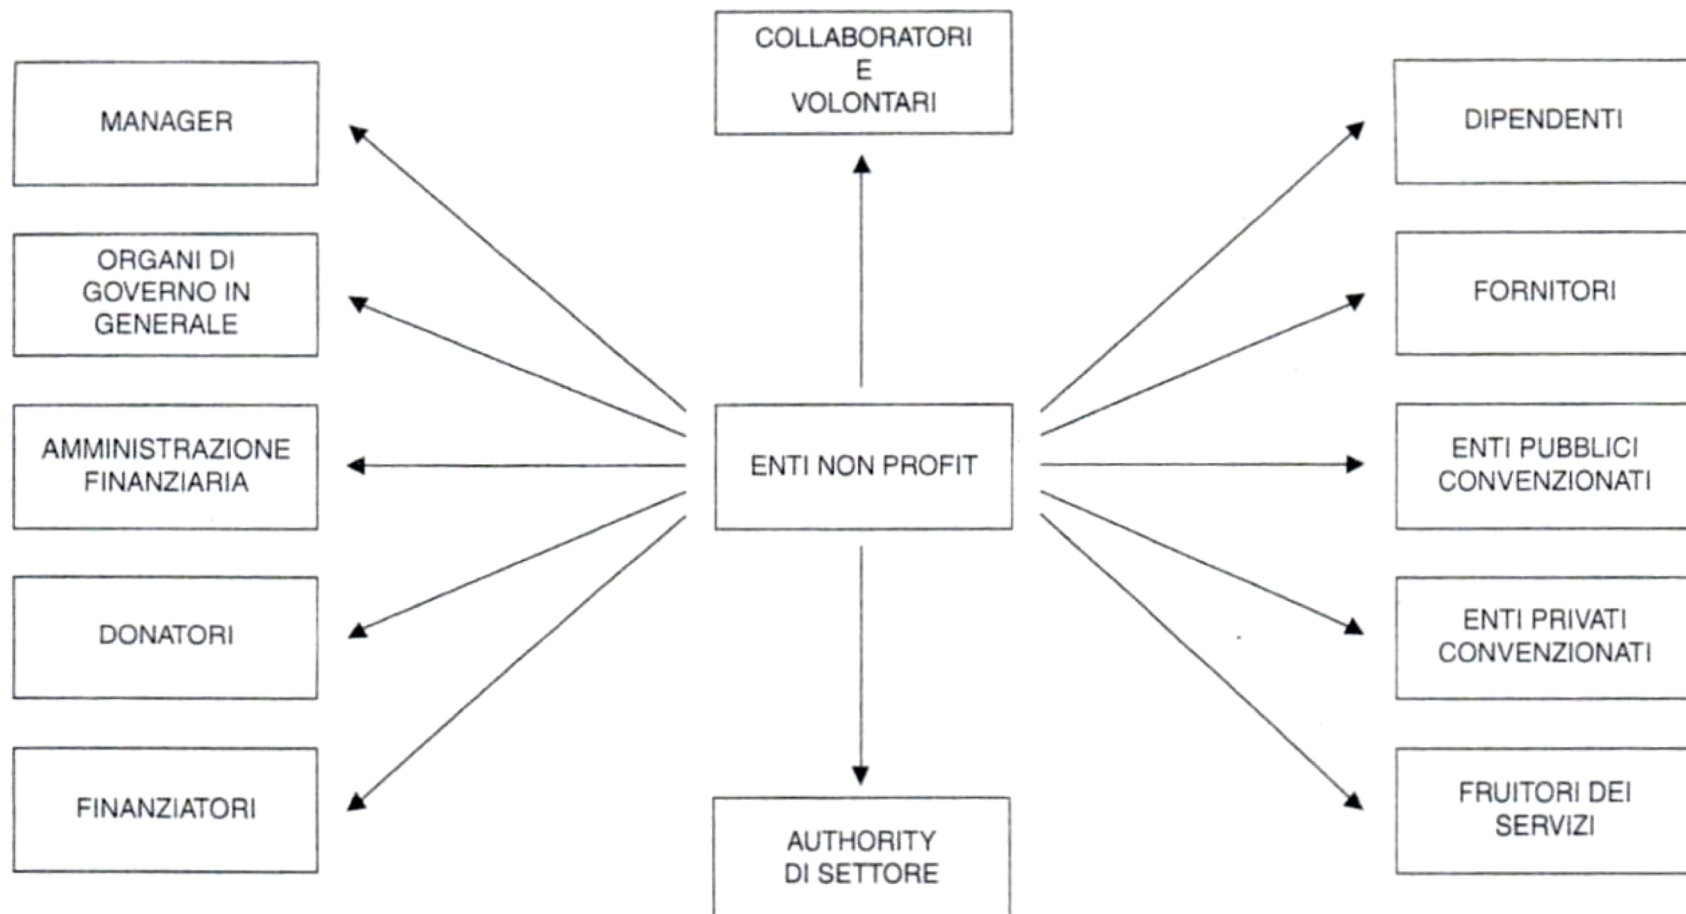 COLLABORATORI
E
VOLONTARI
MANAGER
DIPENDENTI
ORGANI DI
GOVERNO IN
GENERALE
FORNITORI
AMMINISTRAZIONE
FINANZIARIA
ENTI NON PROFIT
ENTI PUBBLICI
CONVENZIONATI
DONATORI
ENTI PRIVATI
CONVENZIONATI
FINANZIATORI
AUTHORITY
DI SETTORE
FRUITORI DEI
SERVIZI